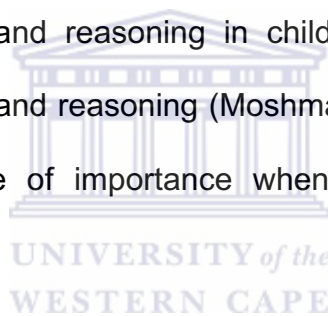 and reasoning in child
and reasoning (Moshma
e of importance when
UNIVERSITY of the
WESTERN CAPE